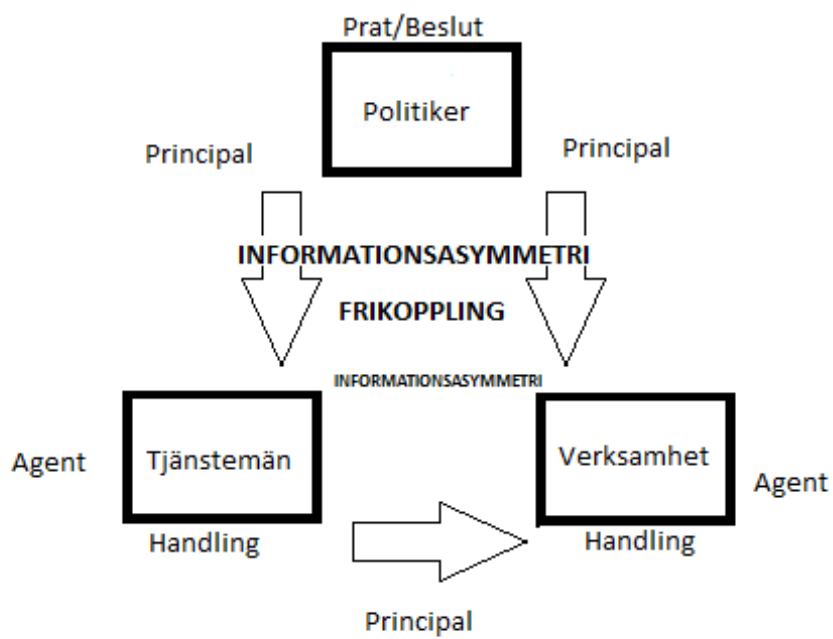 Prat/Beslut
Politiker
Principal
Principal
INFORMATIONSASYMMETRI
FRIKOPPLING
INFORMATIONSASYMMETRI
Agent
Tjänstemän
Verksamhet
Agent
Handling
Handling
Principal